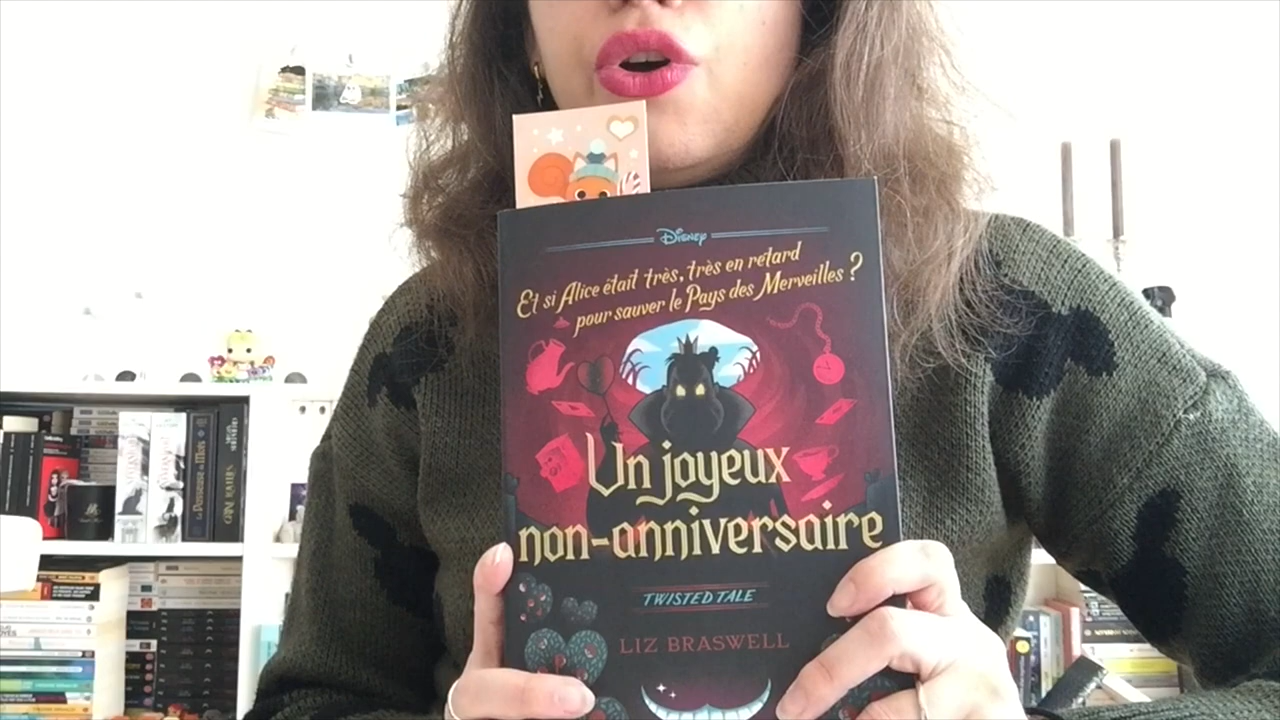 Disney
Et si Alice était très, très en retard
pour sauver le Pays des Merveilles ?
Un joyeux
non-anniversaire
TWISTED TALE
LIZ BRASWELL